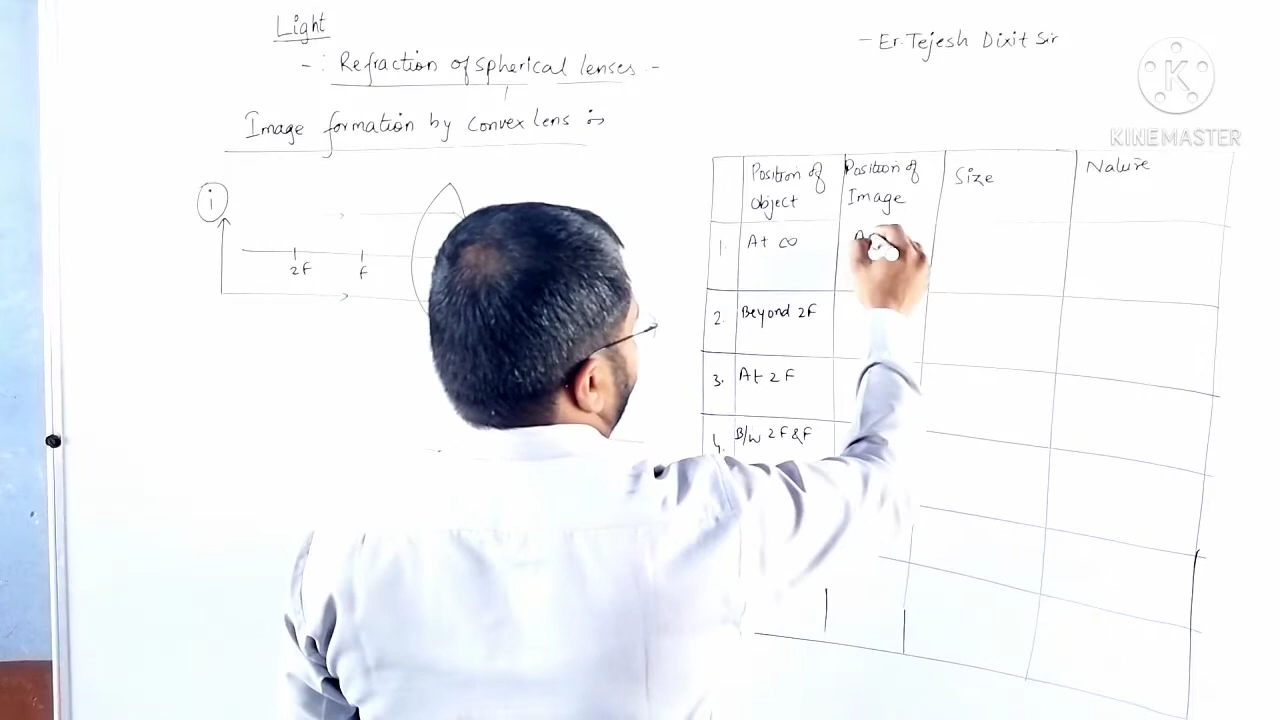 Light
- : Refraction of spherical lenses -
- Er. Tejesh Dixit Sir
K
KINEMASTER
Image formation by convex lens :-
i
2F
F
Position of object
Position of Image
Size
Nature
1. At ∞
2. Beyond 2F
3. At 2F
4. B/w 2F & F